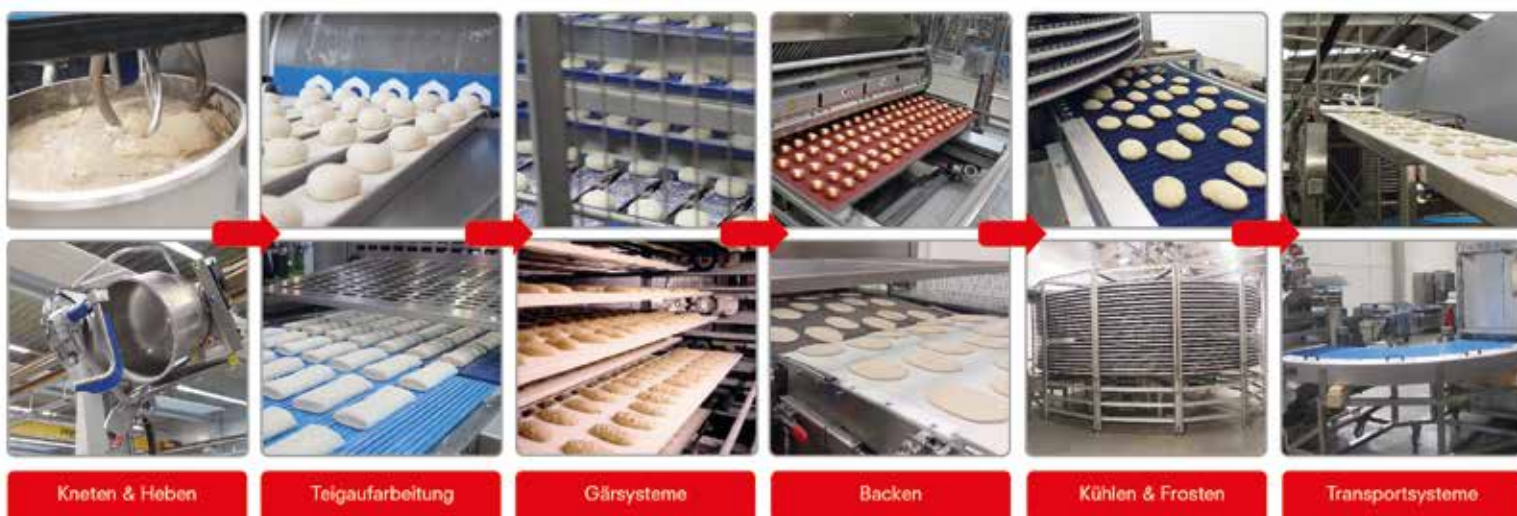 Kneten & Heben
Teigaufarbeitung
Gärsysteme
Backen
Kühlen & Frosten
Transportsysteme